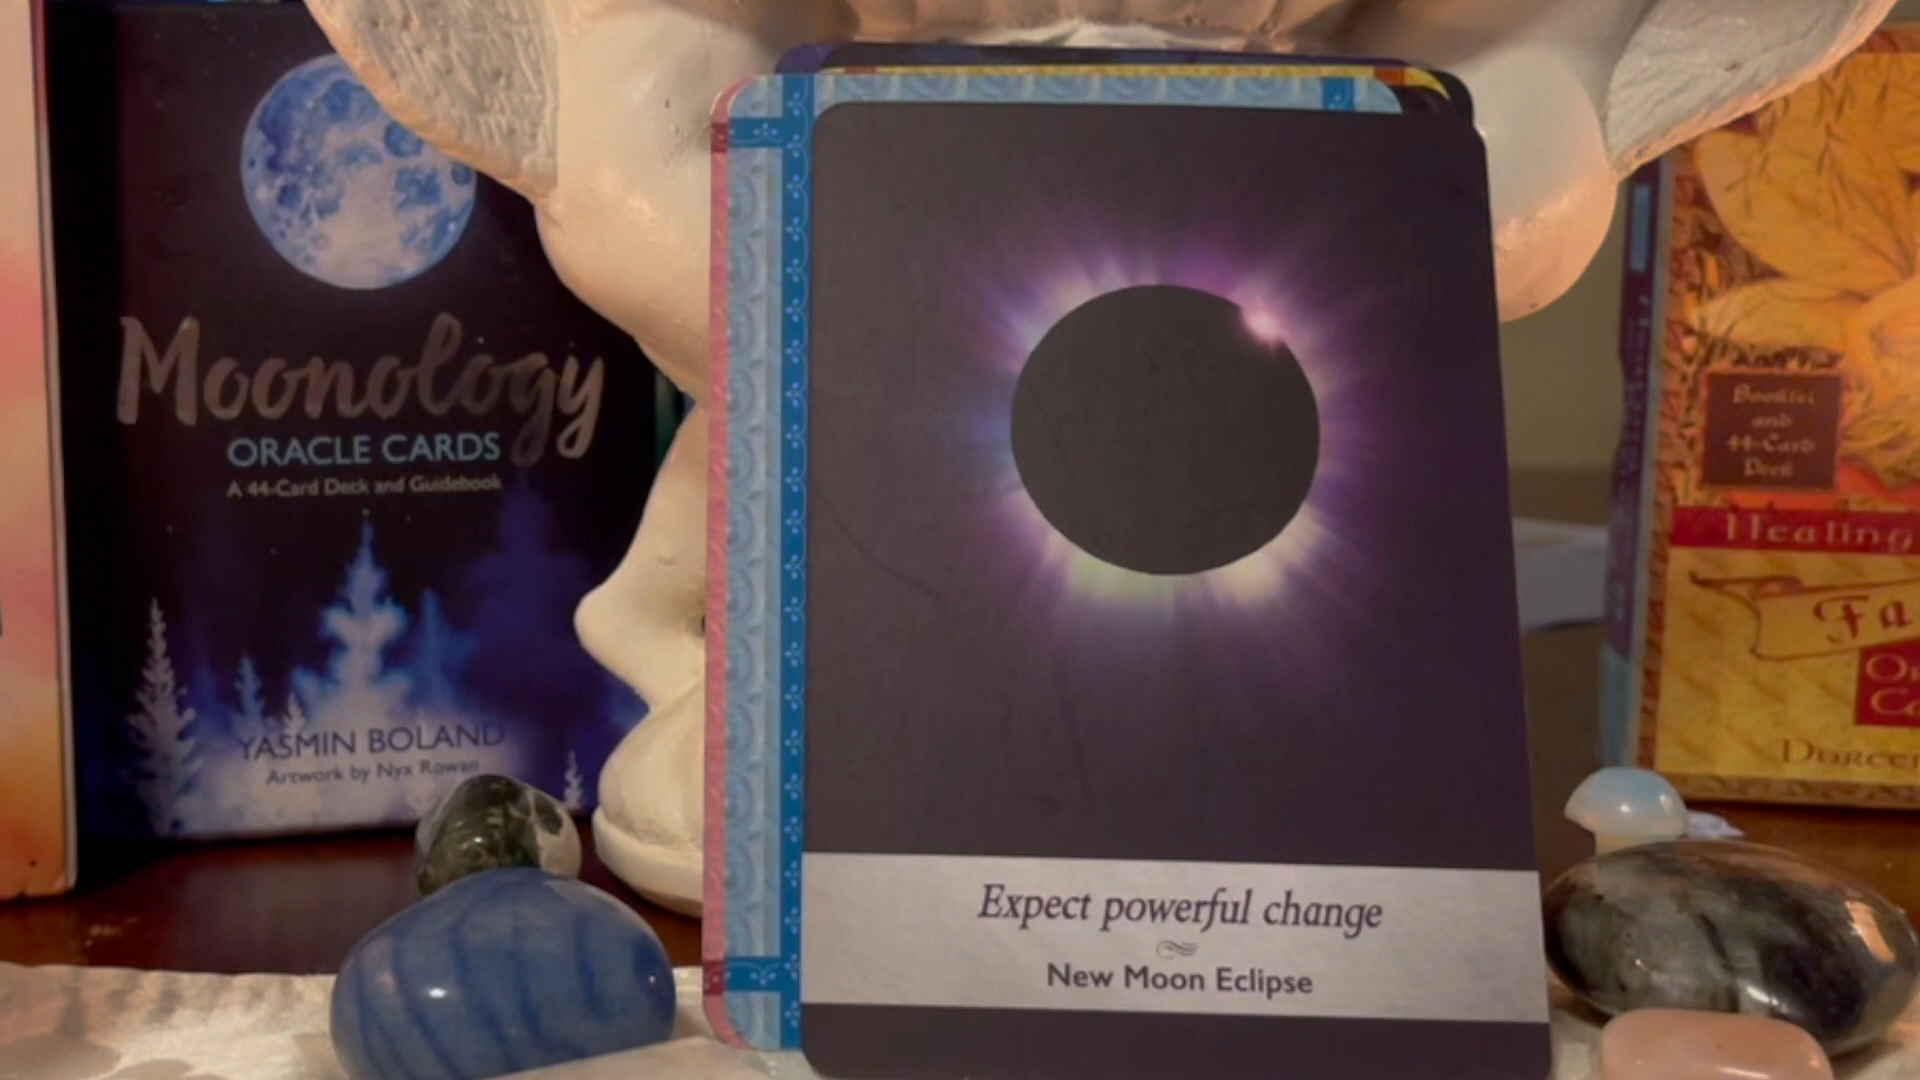 Moonology
ORACLE CARDS
A 44-Card Deck and Guidebook
YASMIN BOLAND
Artwork by Nyx Rowan
Expect powerful change
New Moon Eclipse
Booklet
and
44-Card
Deck
Healing